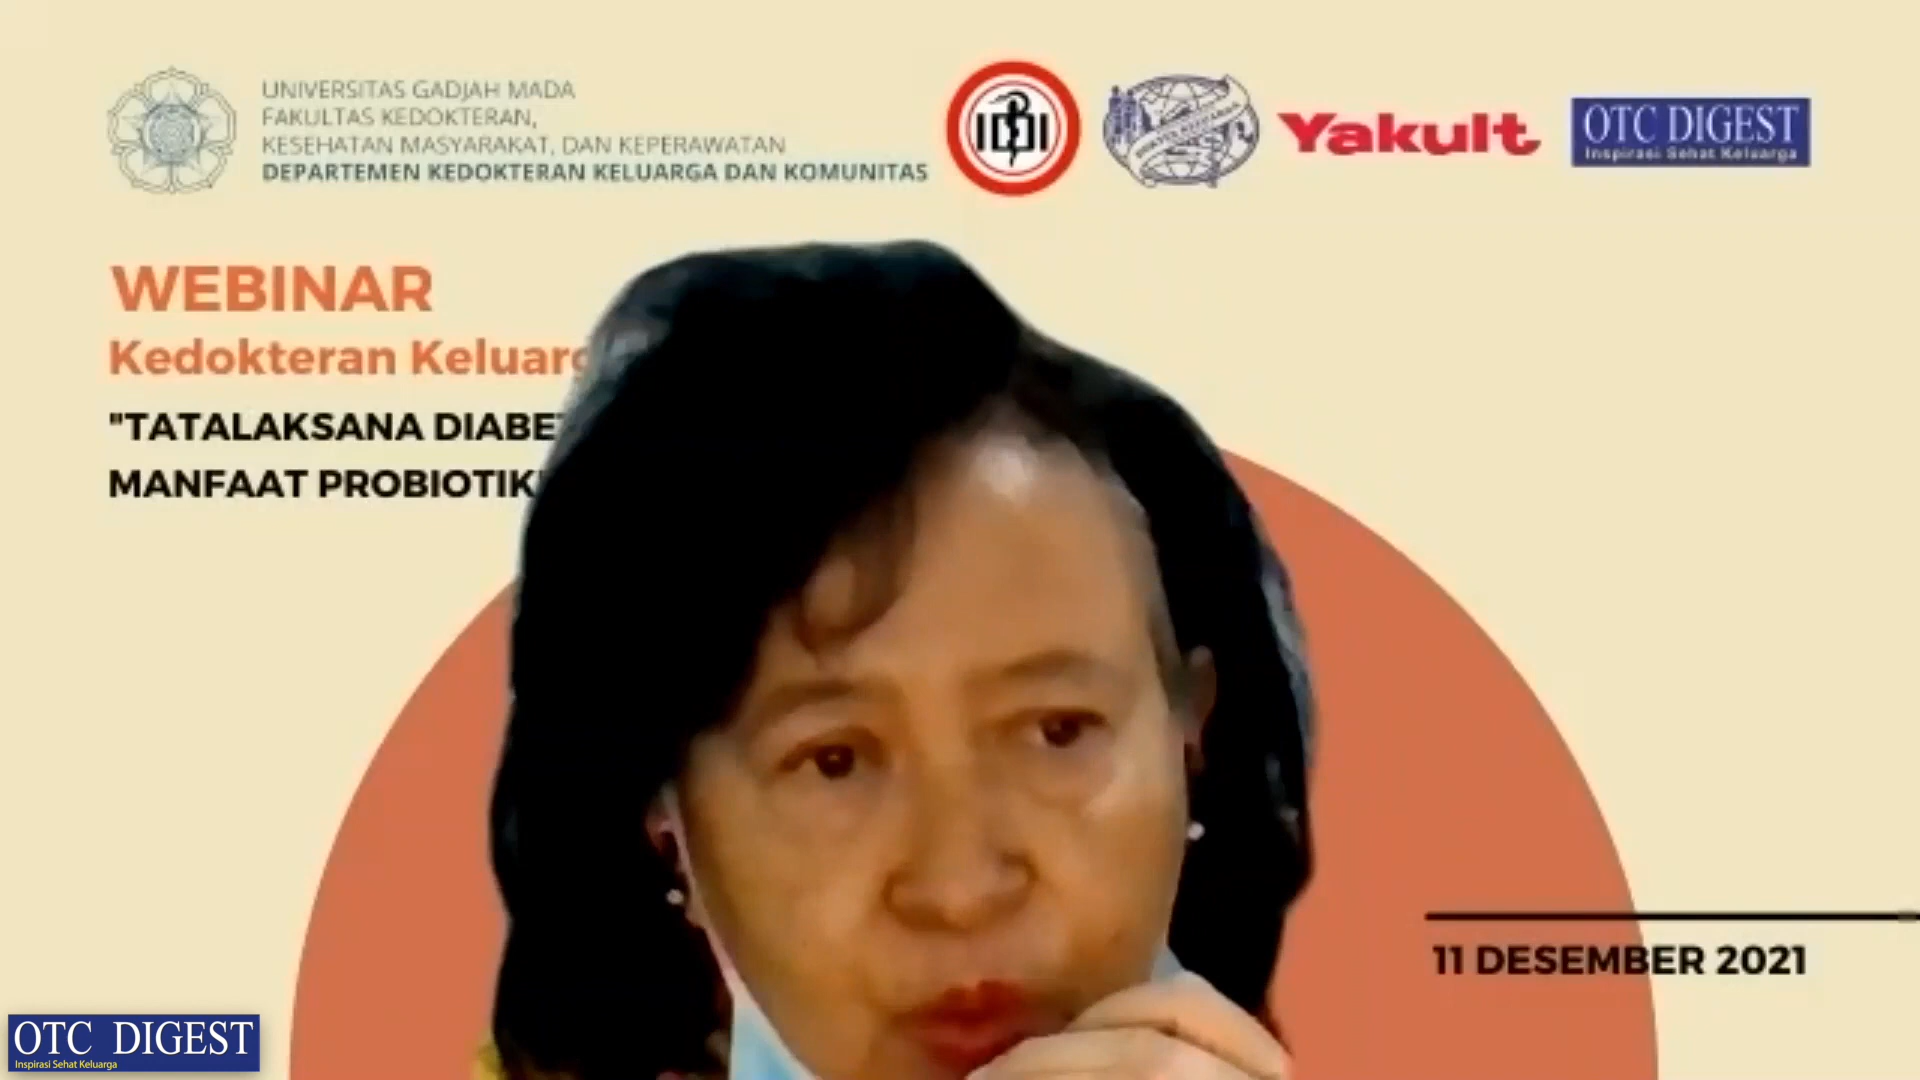 UNIVERSITAS GADJAH MADA
FAKULTAS KEDOKTERAN,
KESEHATAN MASYARAKAT, DAN KEPERAWATAN
DEPARTEMEN KEDOKTERAN KELUARGA DAN KOMUNITAS
IDI
Yakult
OTC DIGEST
Inspirasi Sehat Keluarga
WEBINAR
Kedokteran Keluarg
"TATALAKSANA DIABE
MANFAAT PROBIOTIK
11 DESEMBER 2021
OTC DIGEST
Inspirasi Sehat Keluarga